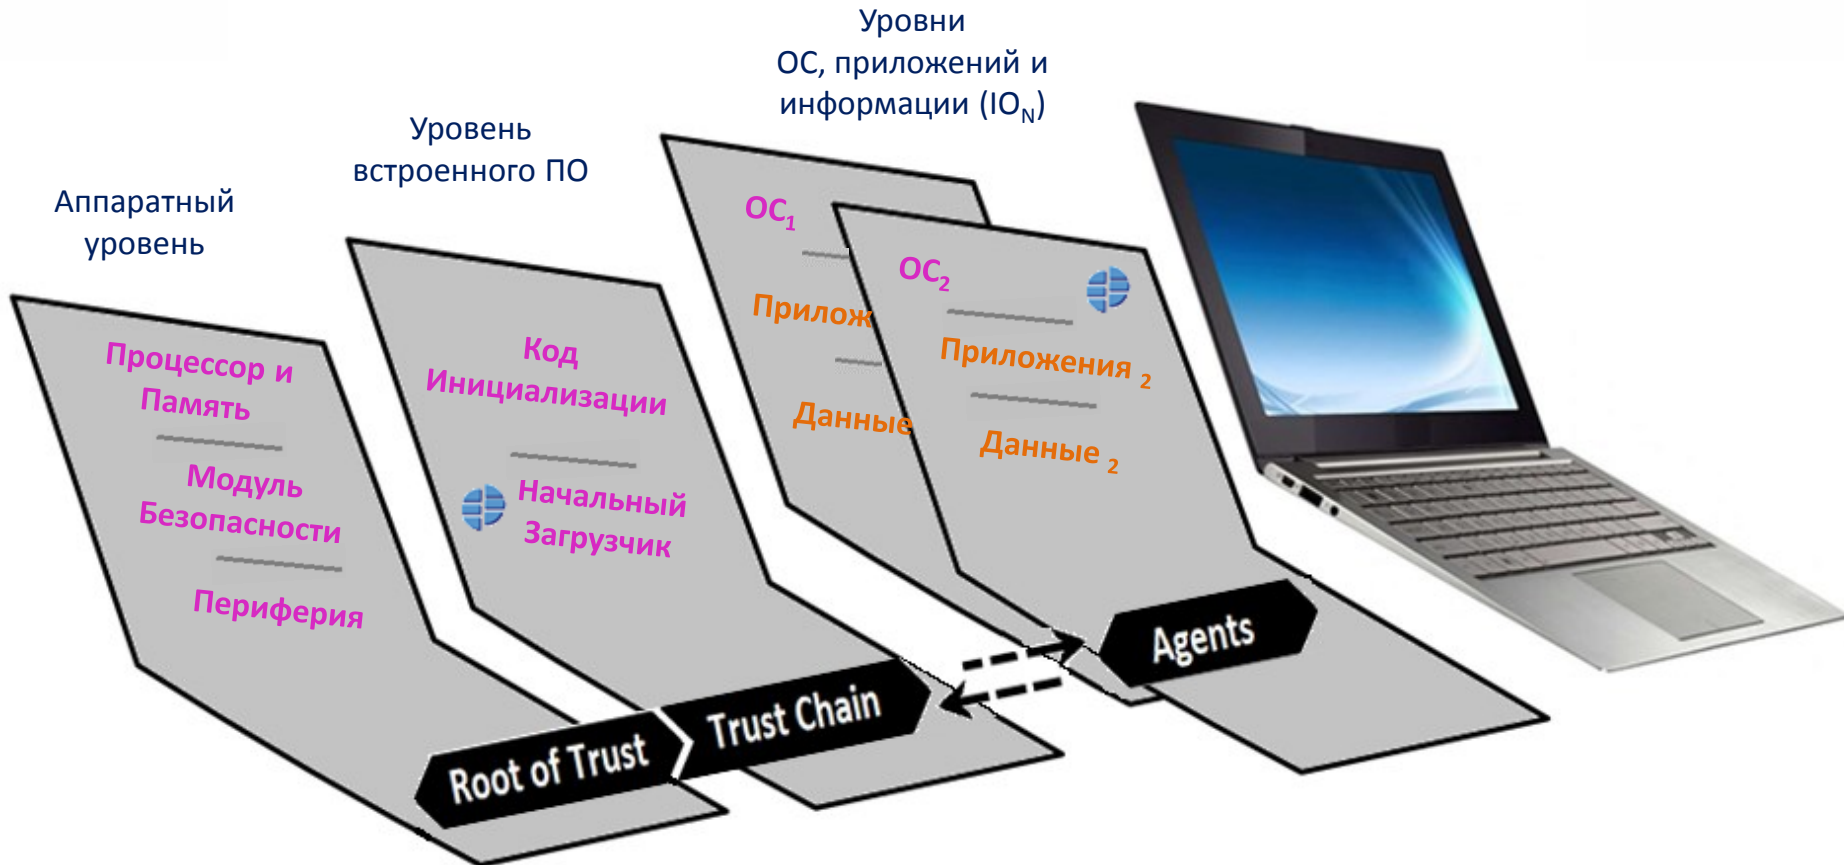 Уровни
ОС, приложений и
информации (IO_N)
Уровень
встроенного ПО
Аппаратный
уровень
Процессор и
Память
Модуль
Безопасности
Периферия
Код
Инициализации
Начальный
Загрузчик
ОС₁
Прилож
Данные
ОС₂
Приложения ₂
Данные ₂
Root of Trust
Trust Chain
Agents